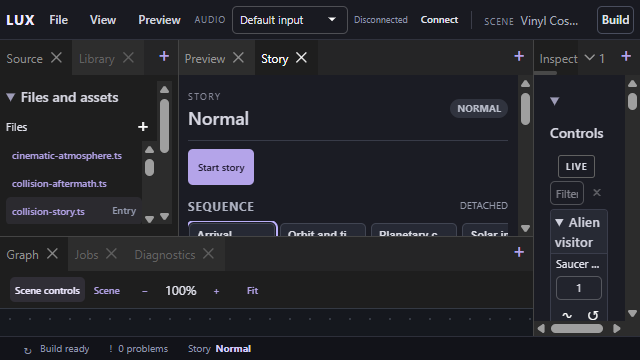 LUX File View Preview AUDIO Default input Disconnected Connect SCENE Vinyl Cos... Build
Source Library Preview Story Inspect 1
Files and assets
Files
cinematic-atmosphere.ts
collision-aftermath.ts
collision-story.ts Entry
STORY
Normal
NORMAL
Start story
SEQUENCE DETACHED
Arrival Orbit and ti... Planetary c... Solar in
Controls
LIVE
Filter
Alien visitor
Saucer ...
1
Graph Jobs Diagnostics
Scene controls Scene − 100% + Fit
Build ready ! 0 problems Story Normal